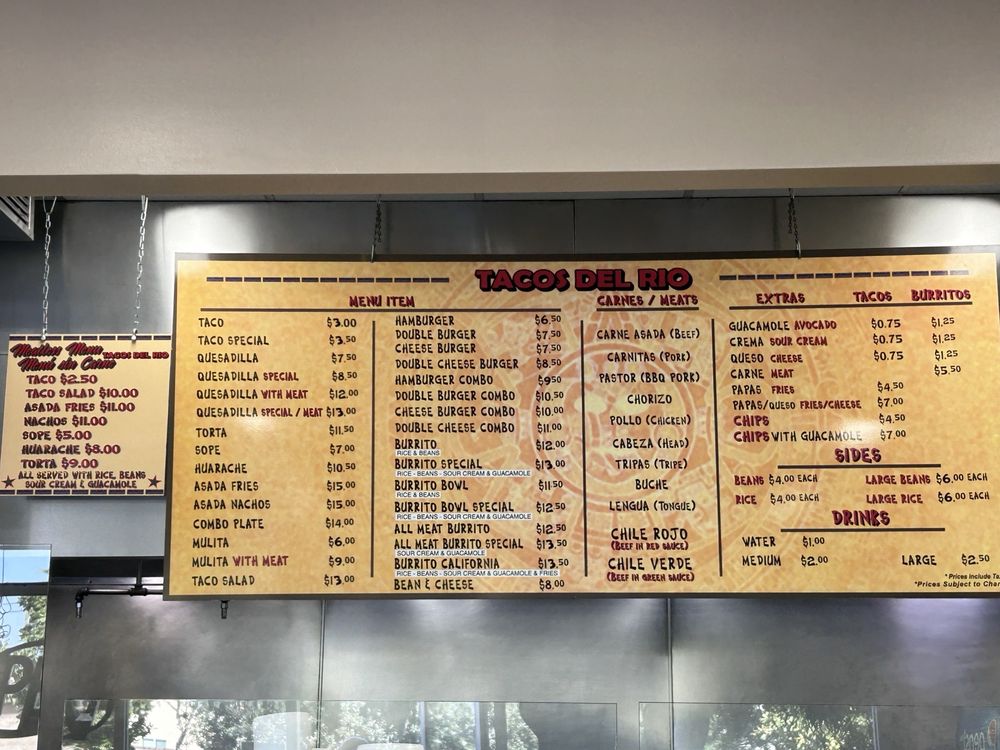 Meatless Menu
TACOS DEL RIO
Menu sin Carne
TACO $2.50
TACO SALAD $10.00
ASADA FRIES $11.00
NACHOS $11.00
SOPE $5.00
HUARACHE $8.00
TORTA $9.00
ALL SERVED WITH RICE, BEANS
SOUR CREAM & GUACAMOLE
TACOS DEL RIO
MENU ITEM
TACO $3.00
TACO SPECIAL $3.50
QUESADILLA $7.50
QUESADILLA SPECIAL $8.50
QUESADILLA WITH MEAT $12.00
QUESADILLA SPECIAL / MEAT $13.00
TORTA $11.50
SOPE $7.00
HUARACHE $10.50
ASADA FRIES $15.00
ASADA NACHOS $15.00
COMBO PLATE $14.00
MULITA $6.00
MULITA WITH MEAT $9.00
TACO SALAD $13.00
HAMBURGER $6.50
DOUBLE BURGER $7.50
CHEESE BURGER $7.50
DOUBLE CHEESE BURGER $8.50
HAMBURGER COMBO $9.50
DOUBLE BURGER COMBO $10.50
CHEESE BURGER COMBO $10.00
DOUBLE CHEESE COMBO $11.00
BURRITO $12.00
RICE & BEANS
BURRITO SPECIAL $13.00
RICE - BEANS - SOUR CREAM & GUACAMOLE
BURRITO BOWL $11.50
RICE & BEANS
BURRITO BOWL SPECIAL $12.50
RICE - BEANS - SOUR CREAM & GUACAMOLE
ALL MEAT BURRITO $12.50
ALL MEAT BURRITO SPECIAL $13.50
SOUR CREAM & GUACAMOLE
BURRITO CALIFORNIA $13.50
RICE - BEANS - SOUR CREAM & GUACAMOLE & FRIES
BEAN & CHEESE $8.00
CARNES / MEATS
CARNE ASADA (BEEF)
CARNITAS (PORK)
PASTOR (BBQ PORK)
CHORIZO
POLLO (CHICKEN)
CABEZA (HEAD)
TRIPAS (TRIPE)
BUCHE
LENGUA (TONGUE)
CHILE ROJO
(BEEF IN RED SAUCE)
CHILE VERDE
(BEEF IN GREEN SAUCE)
EXTRAS TACOS BURRITOS
GUACAMOLE AVOCADO $0.75 $1.25
CREMA SOUR CREAM $0.75 $1.25
QUESO CHEESE $0.75 $1.25
CARNE MEAT $5.50
PAPAS FRIES $4.50
PAPAS/QUESO FRIES/CHEESE $7.00
CHIPS $4.50
CHIPS WITH GUACAMOLE $7.00
SIDES
BEANS $4.00 EACH LARGE BEANS $6.00 EACH
RICE $4.00 EACH LARGE RICE $6.00 EACH
DRINKS
WATER $1.00
MEDIUM $2.00 LARGE $2.50
* Prices Include
*Prices Subject to